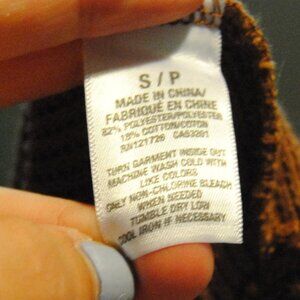 S / P
MADE IN CHINA/
FABRIQUÉ EN CHINE
82% POLYESTER/POLYESTER
18% COTTON/COTON
RN121726 CA53391
TURN GARMENT INSIDE OUT
MACHINE WASH COLD WITH
LIKE COLORS
ONLY NON-CHLORINE BLEACH
WHEN NEEDED
TUMBLE DRY LOW
COOL IRON IF NECESSARY